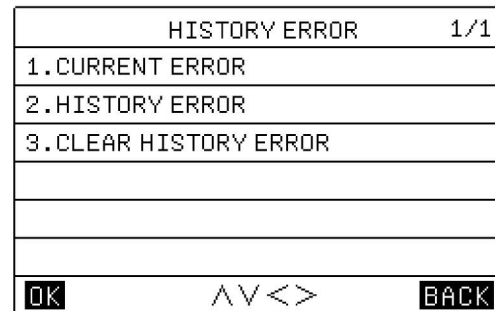 HISTORY ERROR 1/1
1.CURRENT ERROR
2.HISTORY ERROR
3.CLEAR HISTORY ERROR
OK ∧∨<> BACK